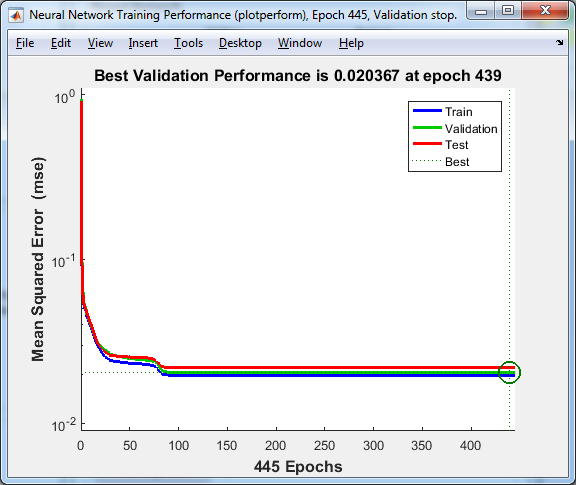 Neural Network Training Performance (plotperform), Epoch 445, Validation stop.
File Edit View Insert Tools Desktop Window Help
Best Validation Performance is 0.020367 at epoch 439
Mean Squared Error (mse)
10^0
10^-1
10^-2
Train
Validation
Test
Best
0 50 100 150 200 250 300 350 400
445 Epochs